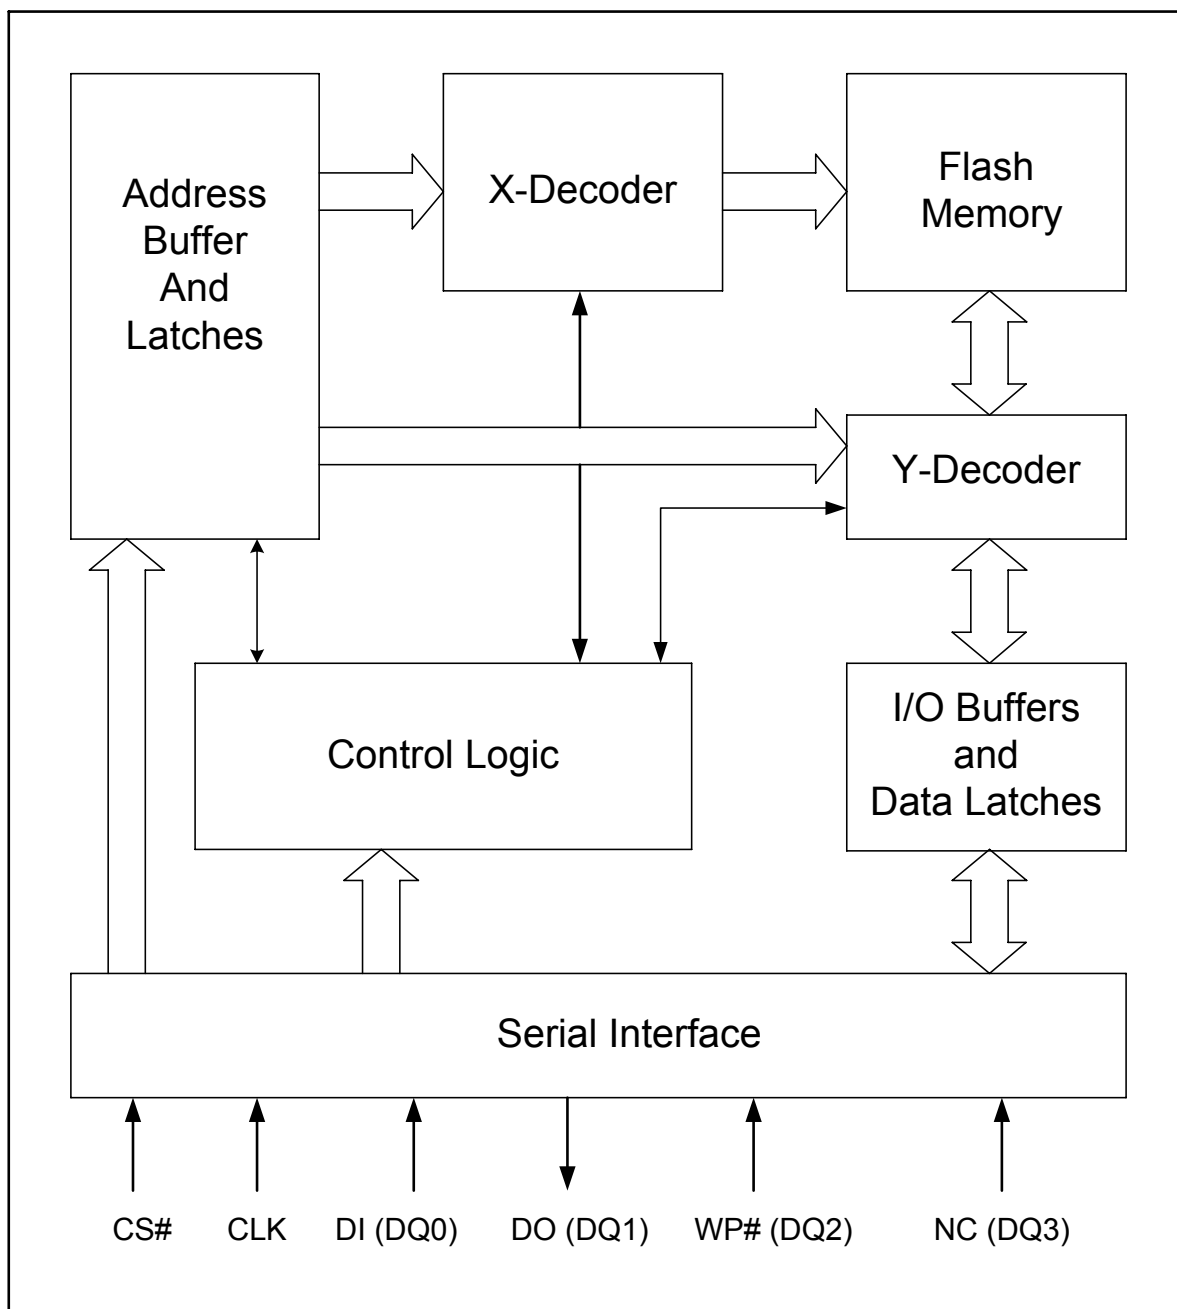 Address
Buffer
And
Latches
X-Decoder
Flash
Memory
Y-Decoder
Control Logic
I/O Buffers
and
Data Latches
Serial Interface
CS#
CLK
DI (DQ0)
DO (DQ1)
WP# (DQ2)
NC (DQ3)